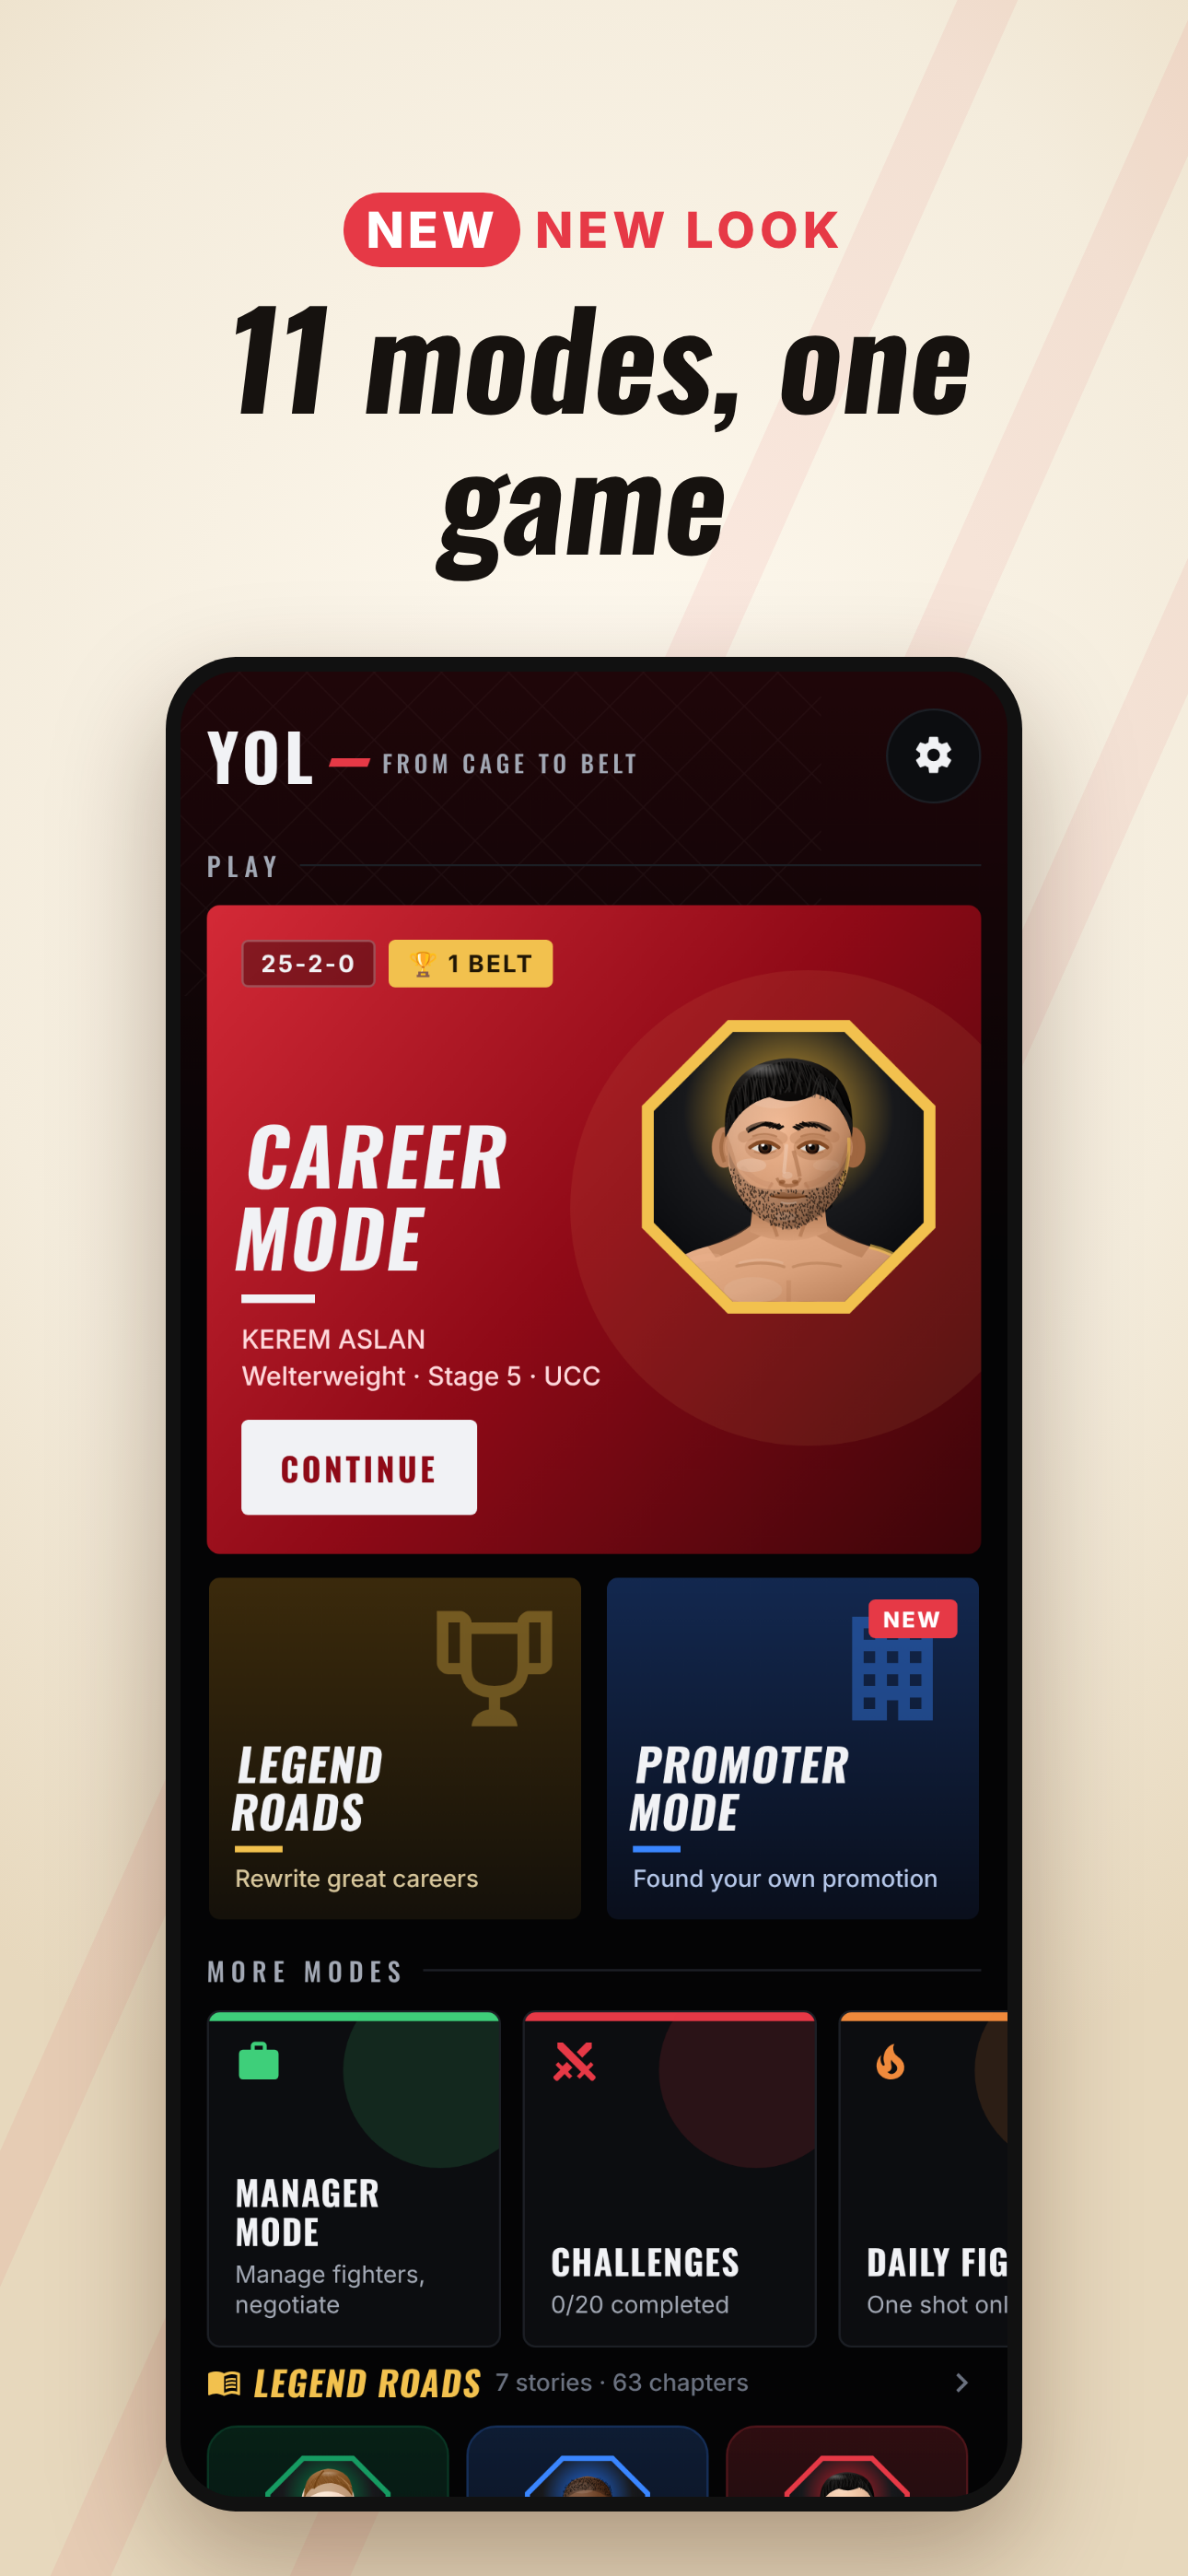 NEW NEW LOOK
11 modes, one
game
YOL FROM CAGE TO BELT
PLAY
25-2-0 🏆 1 BELT
CAREER
MODE
KEREM ASLAN
Welterweight · Stage 5 · UCC
CONTINUE
LEGEND
ROADS
Rewrite great careers
NEW
PROMOTER
MODE
Found your own promotion
MORE MODES
MANAGER
MODE
Manage fighters,
negotiate
CHALLENGES
0/20 completed
DAILY FIG
One shot onl
LEGEND ROADS 7 stories · 63 chapters